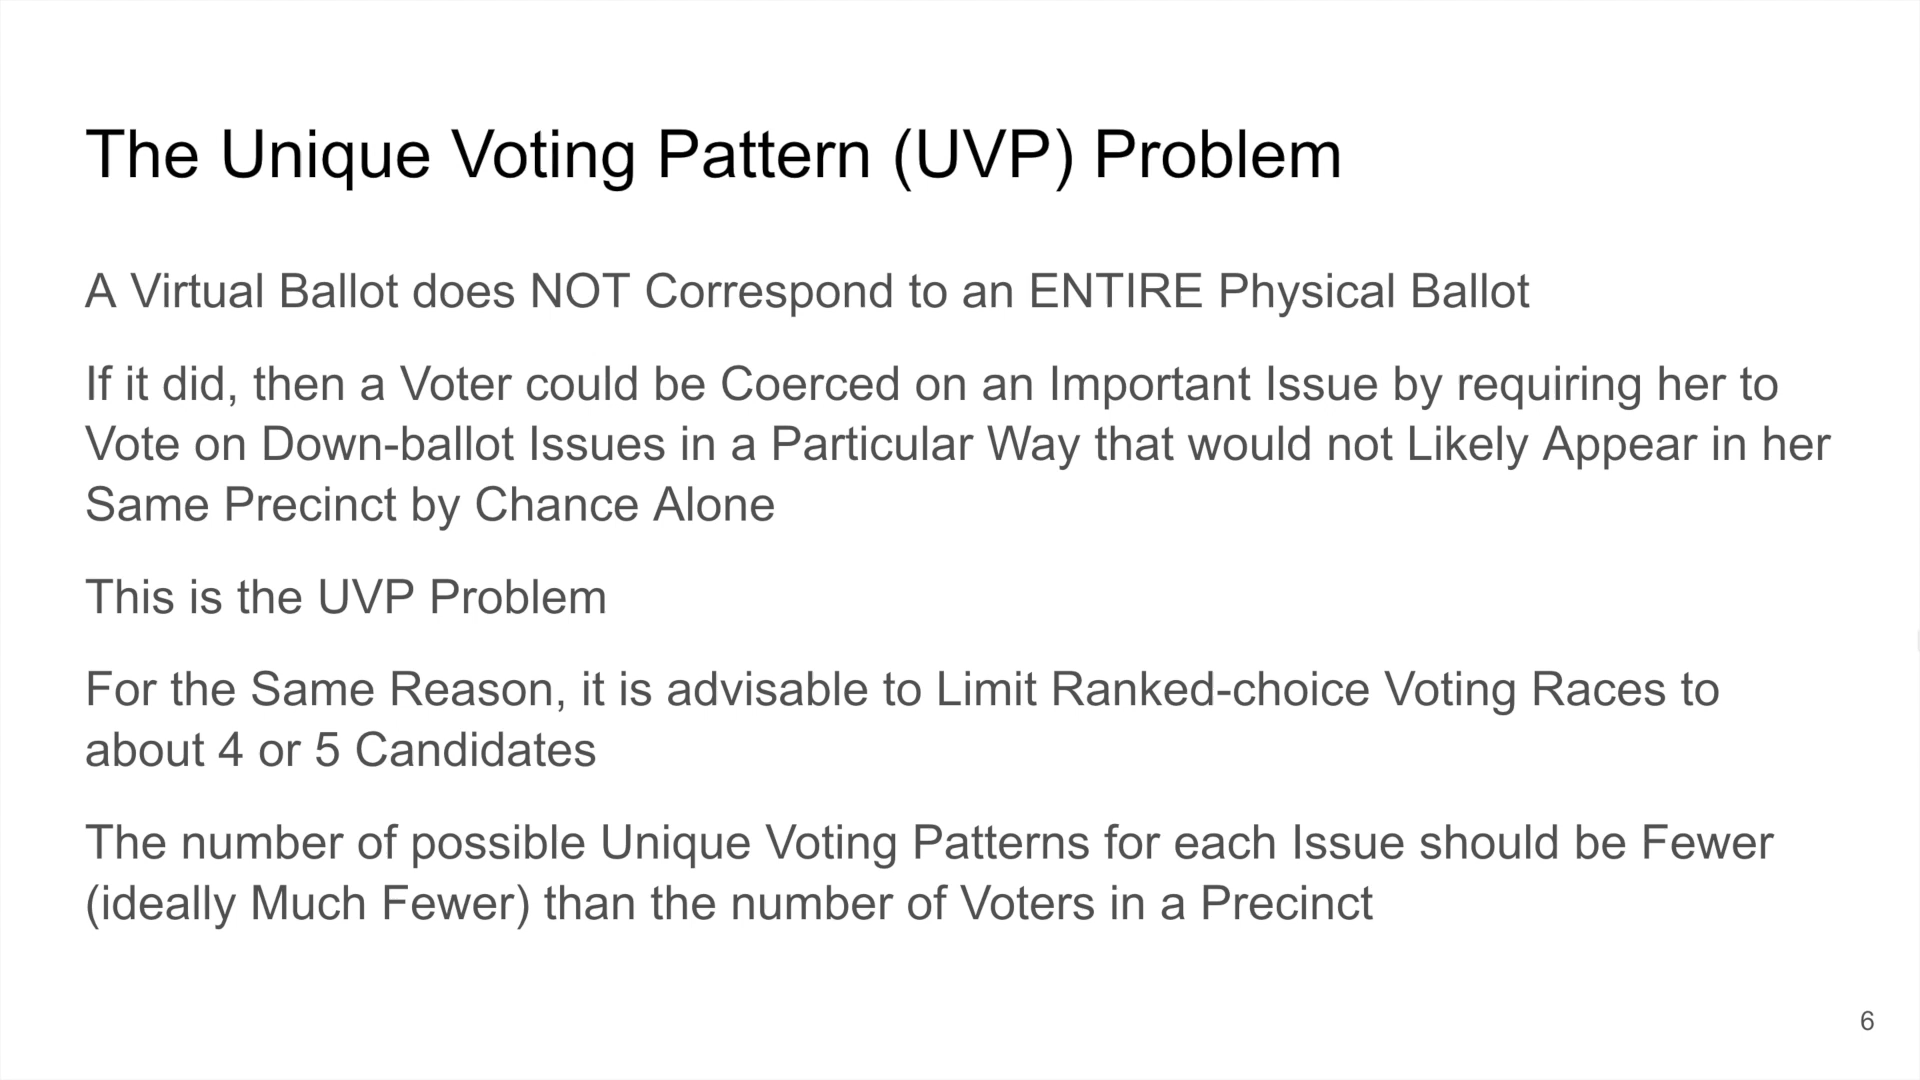 The Unique Voting Pattern (UVP) Problem
A Virtual Ballot does NOT Correspond to an ENTIRE Physical Ballot
If it did, then a Voter could be Coerced on an Important Issue by requiring her to
Vote on Down-ballot Issues in a Particular Way that would not Likely Appear in her
Same Precinct by Chance Alone
This is the UVP Problem
For the Same Reason, it is advisable to Limit Ranked-choice Voting Races to
about 4 or 5 Candidates
The number of possible Unique Voting Patterns for each Issue should be Fewer
(ideally Much Fewer) than the number of Voters in a Precinct
6